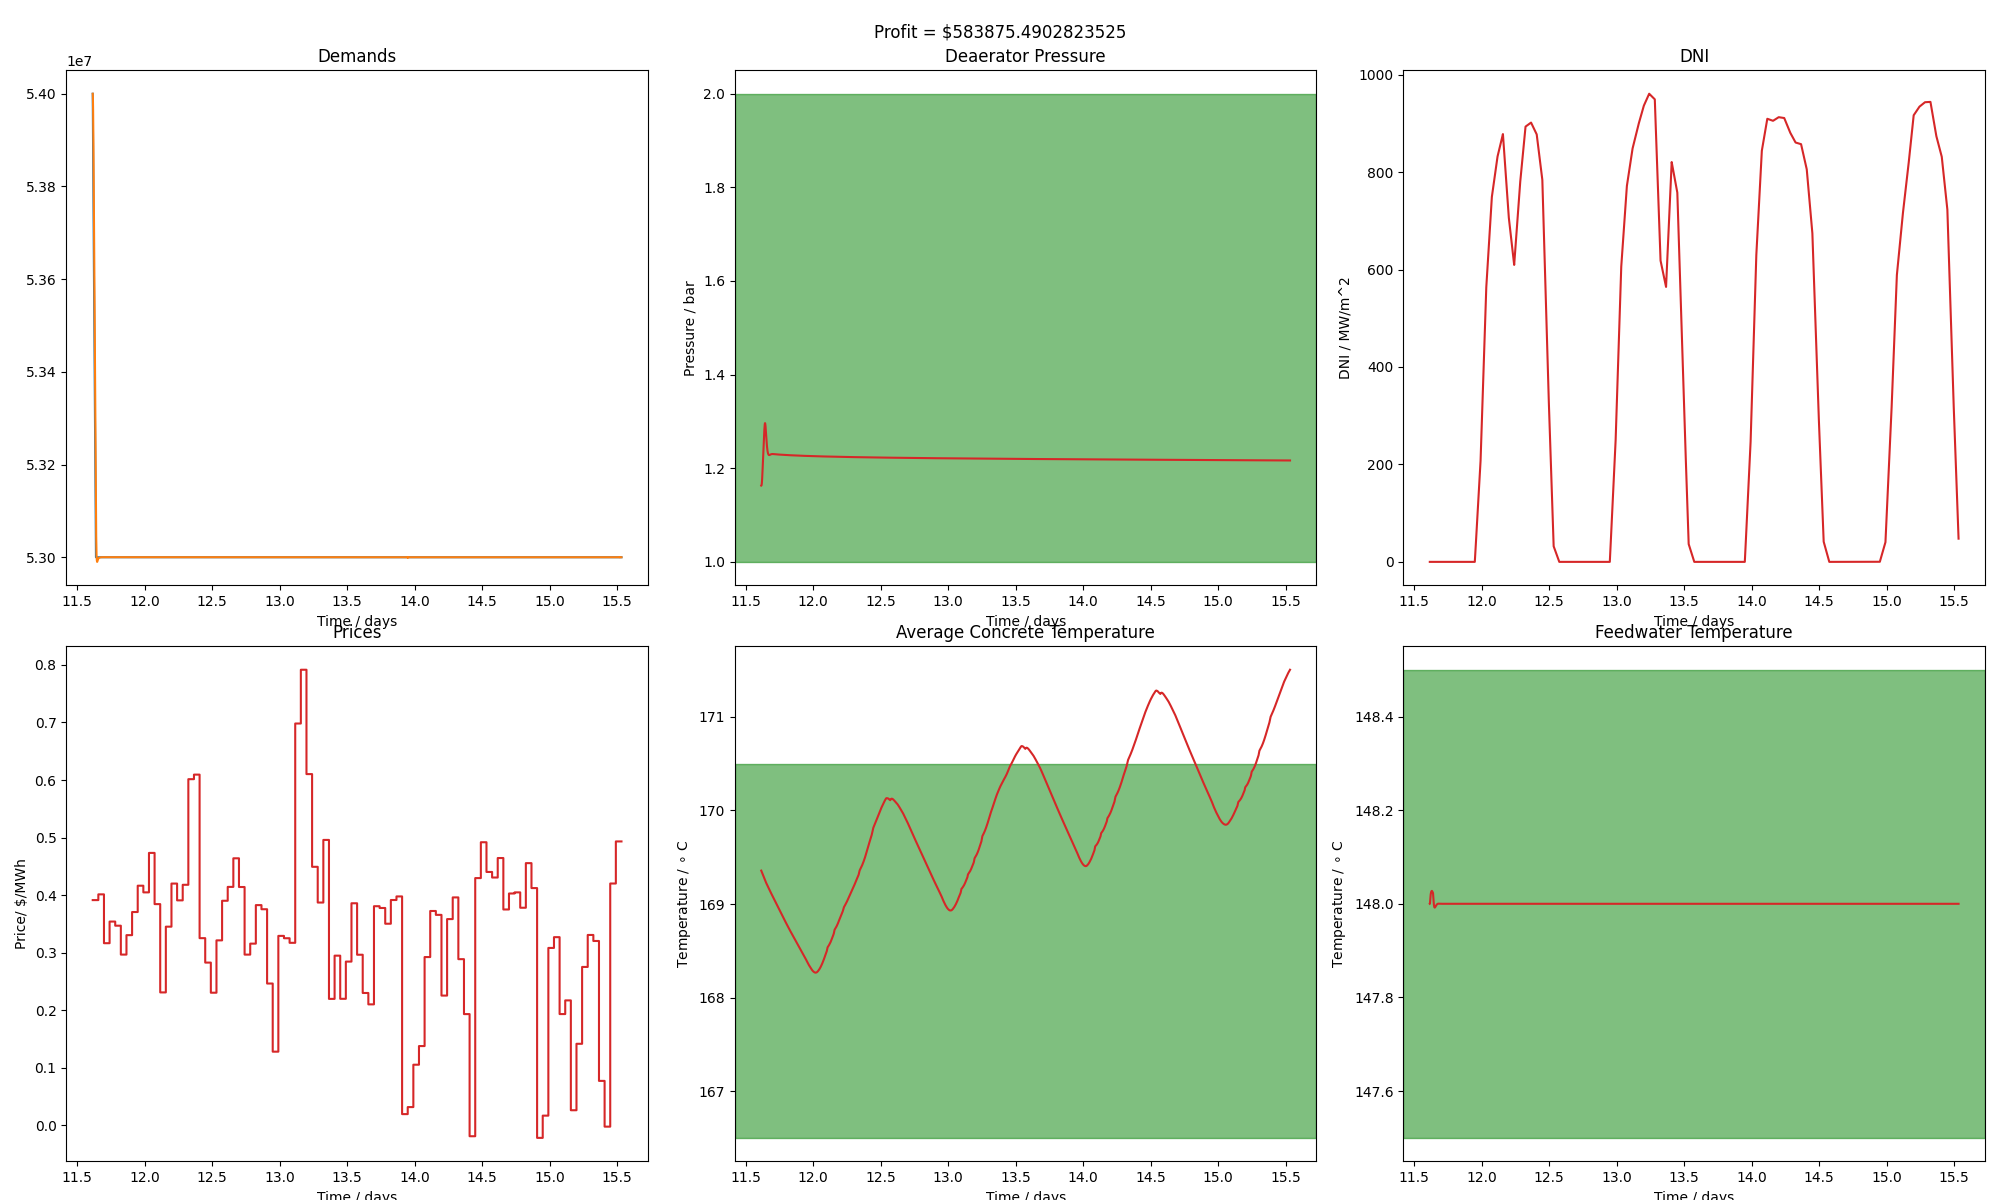 Profit = $583875.4902823525
Demands
1e7
5.40
5.38
5.36
5.34
5.32
5.30
11.5 12.0 12.5 13.0 13.5 14.0 14.5 15.0 15.5
Time / days
Deaerator Pressure
Pressure / bar
2.0
1.8
1.6
1.4
1.2
1.0
11.5 12.0 12.5 13.0 13.5 14.0 14.5 15.0 15.5
Time / days
DNI
DNI / MW/m^2
1000
800
600
400
200
0
11.5 12.0 12.5 13.0 13.5 14.0 14.5 15.0 15.5
Time / days
Prices
Price/ $/MWh
0.8
0.7
0.6
0.5
0.4
0.3
0.2
0.1
0.0
11.5 12.0 12.5 13.0 13.5 14.0 14.5 15.0 15.5
Time / days
Average Concrete Temperature
Temperature / ∘ C
171
170
169
168
167
11.5 12.0 12.5 13.0 13.5 14.0 14.5 15.0 15.5
Time / days
Feedwater Temperature
Temperature / ∘ C
148.4
148.2
148.0
147.8
147.6
11.5 12.0 12.5 13.0 13.5 14.0 14.5 15.0 15.5
Time / days